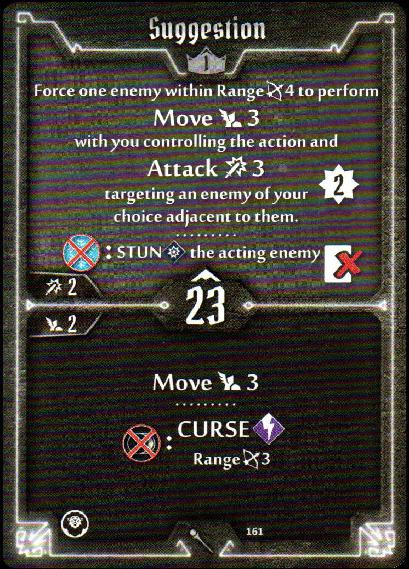 Suggestion
1
Force one enemy within Range 4 to perform
Move 3
with you controlling the action and
Attack 3
2
targeting an enemy of your
choice adjacent to them.
: STUN the acting enemy
2
23
2
Move 3
: CURSE
Range 3
161